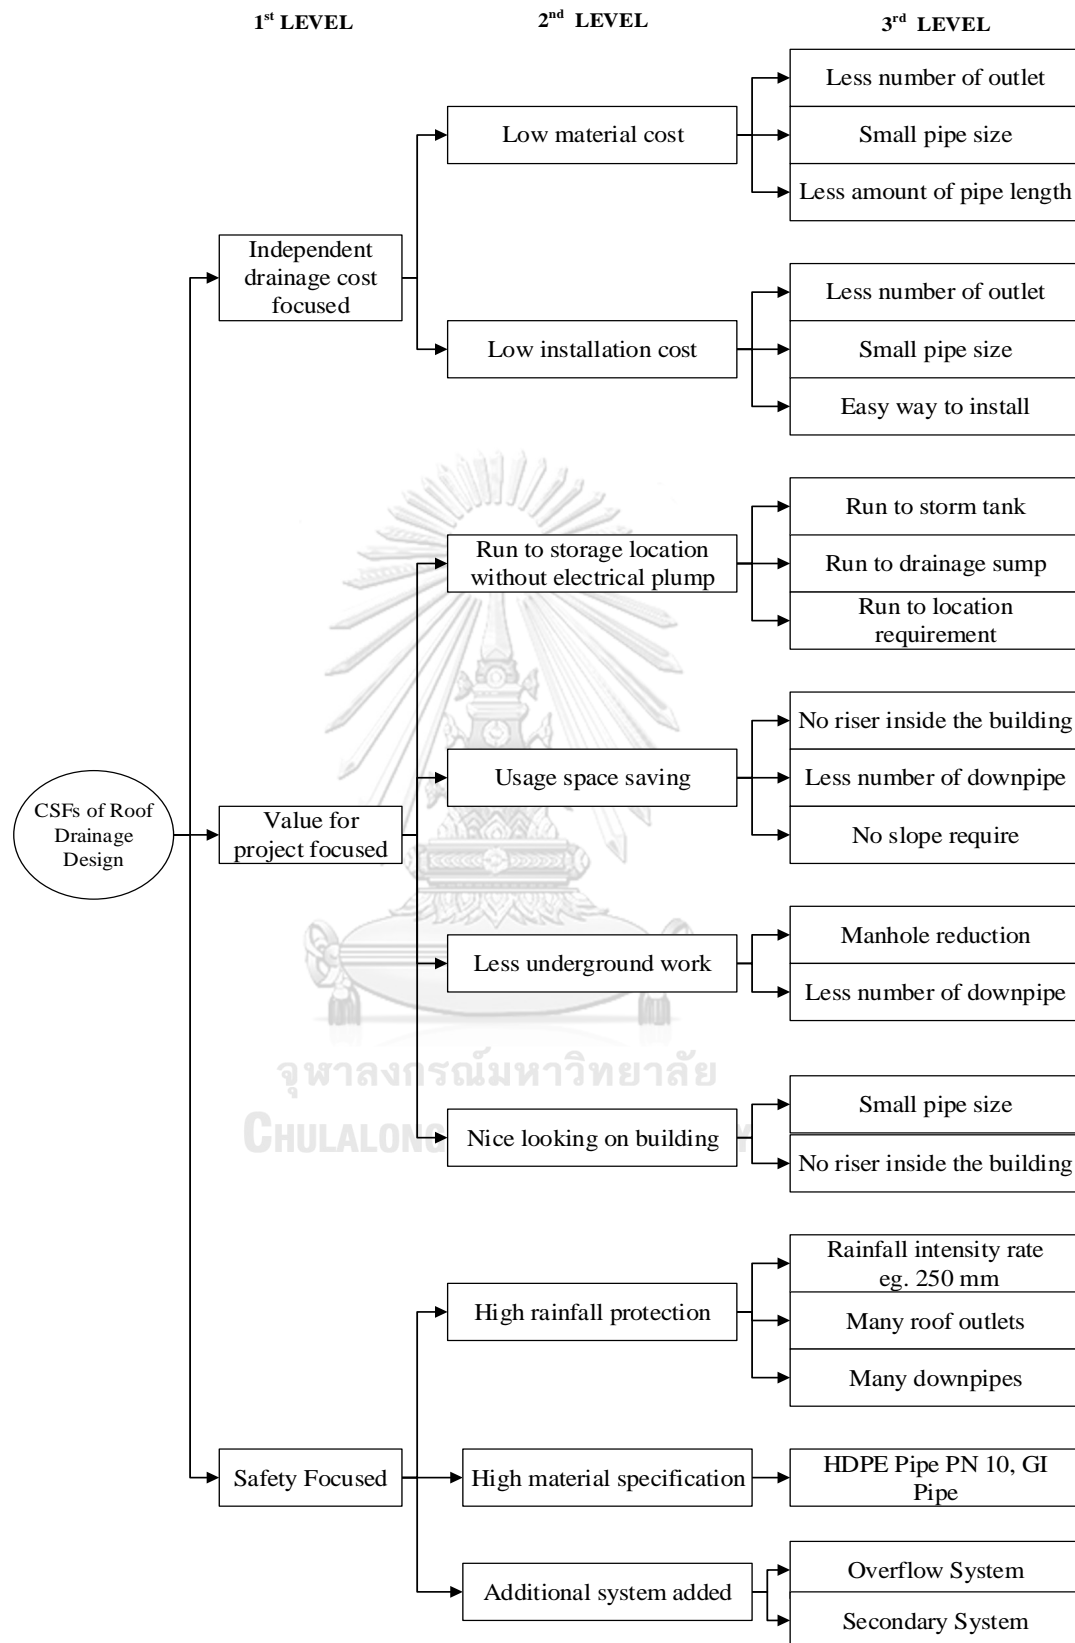 1st LEVEL
2nd LEVEL
3rd LEVEL
Less number of outlet
Low material cost
Small pipe size
Less amount of pipe length
Independent
drainage cost
focused
Less number of outlet
Low installation cost
Small pipe size
Easy way to install
Run to storm tank
Run to storage location
without electrical plump
Run to drainage sump
Run to location
requirement
No riser inside the building
Usage space saving
Less number of downpipe
CSFs of Roof
Drainage
Design
Value for
project focused
No slope require
Manhole reduction
Less underground work
Less number of downpipe
จุฬาลงกรณ์มหาวิทยาลัย
Small pipe size
Nice looking on building
CHULALONG
Y
No riser inside the building
Rainfall intensity rate
eg. 250 mm
High rainfall protection
Many roof outlets
Many downpipes
Safety Focused
High material specification
HDPE Pipe PN 10, GI
Pipe
Overflow System
Additional system added
Secondary System